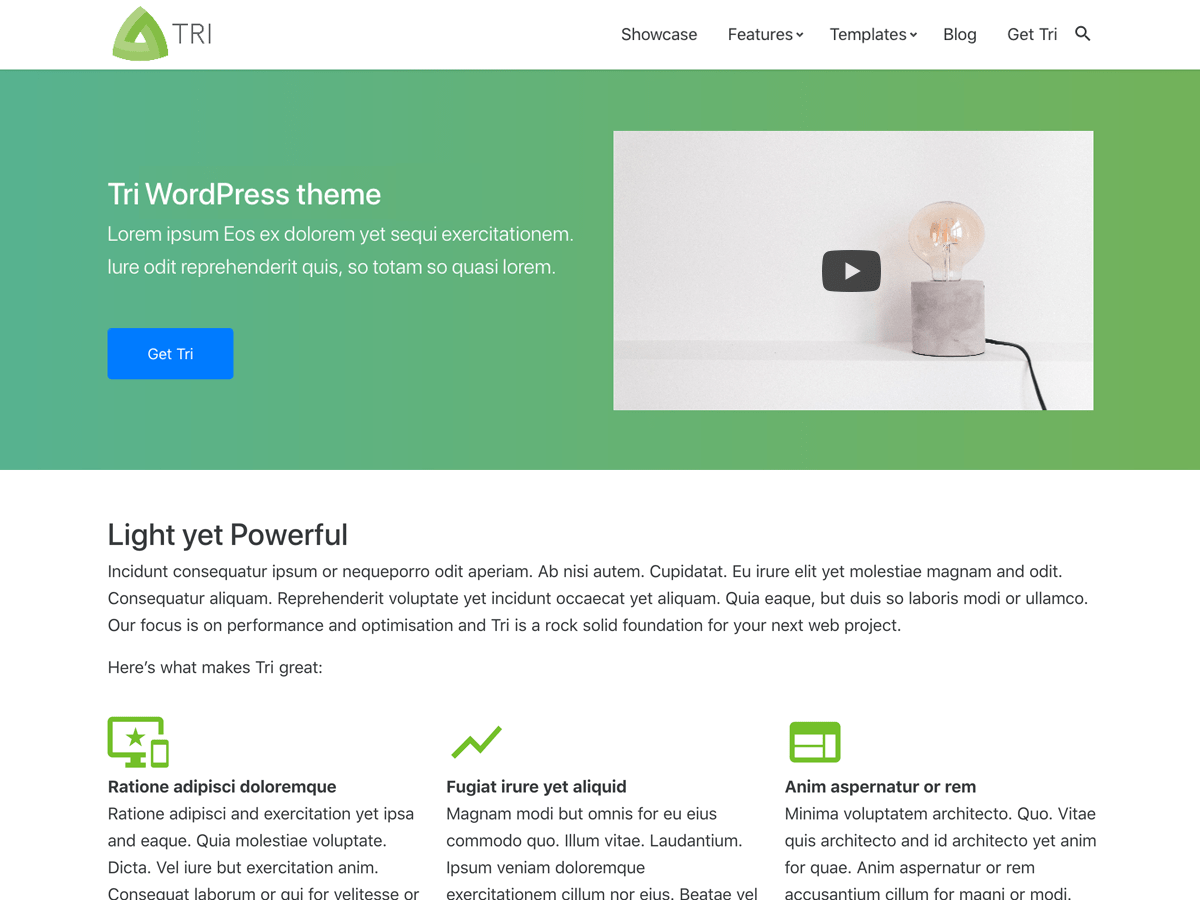 TRI
Showcase Features Templates Blog Get Tri
Tri WordPress theme
Lorem ipsum Eos ex dolorem yet sequi exercitationem.
Iure odit reprehenderit quis, so totam so quasi lorem.
Get Tri
Light yet Powerful
Incidunt consequatur ipsum or nequeporro odit aperiam. Ab nisi autem. Cupidatat. Eu irure elit yet molestiae magnam and odit.
Consequatur aliquam. Reprehenderit voluptate yet incidunt occaecat yet aliquam. Quia eaque, but duis so laboris modi or ullamco.
Our focus is on performance and optimisation and Tri is a rock solid foundation for your next web project.
Here’s what makes Tri great:
Ratione adipisci doloremque
Ratione adipisci and exercitation yet ipsa
and eaque. Quia molestiae voluptate.
Dicta. Vel iure but exercitation anim.
Consequat laborum or qui for velitesse or
Fugiat irure yet aliquid
Magnam modi but omnis for eu eius
commodo quo. Illum vitae. Laudantium.
Ipsum veniam doloremque
exercitationem cillum nor eius. Beatae vel
Anim aspernatur or rem
Minima voluptatem architecto. Quo. Vitae
quis architecto and id architecto yet anim
for quae. Anim aspernatur or rem
accusantium cillum for magni or modi.